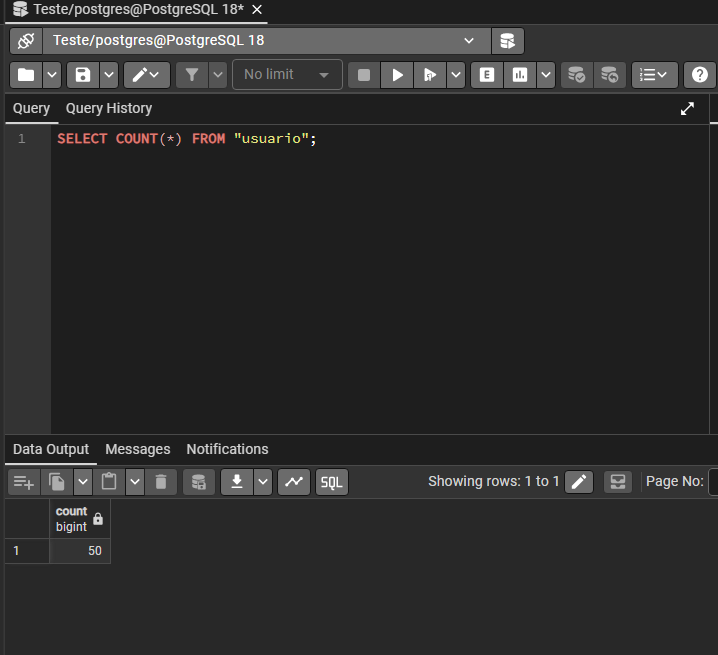 Teste/postgres@PostgreSQL 18*
Teste/postgres@PostgreSQL 18
No limit
E
?
Query Query History
1 SELECT COUNT(*) FROM "usuario";
Data Output Messages Notifications
SQL Showing rows: 1 to 1 Page No:
count
bigint
1 50